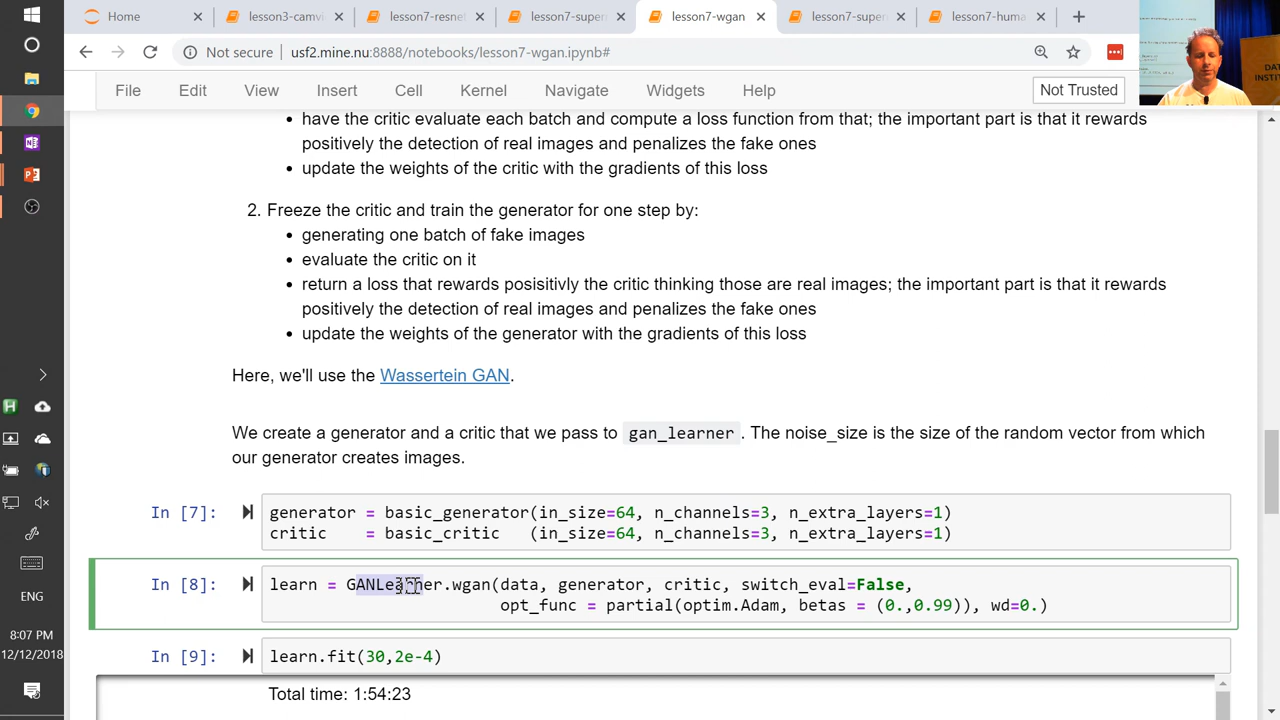 Home
lesson3-camvi
lesson7-resne
lesson7-super
lesson7-wgan
lesson7-super
lesson7-huma
Not secure
usf2.mine.nu:8888/notebooks/lesson7-wgan.ipynb#
File Edit View Insert Cell Kernel Navigate Widgets Help
Not Trusted
DAT
INSTIT
have the critic evaluate each batch and compute a loss function from that; the important part is that it rewards
positively the detection of real images and penalizes the fake ones
update the weights of the critic with the gradients of this loss
2. Freeze the critic and train the generator for one step by:
generating one batch of fake images
evaluate the critic on it
return a loss that rewards posisitivly the critic thinking those are real images; the important part is that it rewards
positively the detection of real images and penalizes the fake ones
update the weights of the generator with the gradients of this loss
Here, we'll use the Wassertein GAN.
We create a generator and a critic that we pass to gan_learner . The noise_size is the size of the random vector from which
our generator creates images.
In [7]: generator = basic_generator(in_size=64, n_channels=3, n_extra_layers=1)
critic = basic_critic (in_size=64, n_channels=3, n_extra_layers=1)
In [8]: learn = GANLearner.wgan(data, generator, critic, switch_eval=False,
opt_func = partial(optim.Adam, betas = (0.,0.99)), wd=0.)
In [9]: learn.fit(30,2e-4)
Total time: 1:54:23
ENG
8:07 PM
12/12/2018